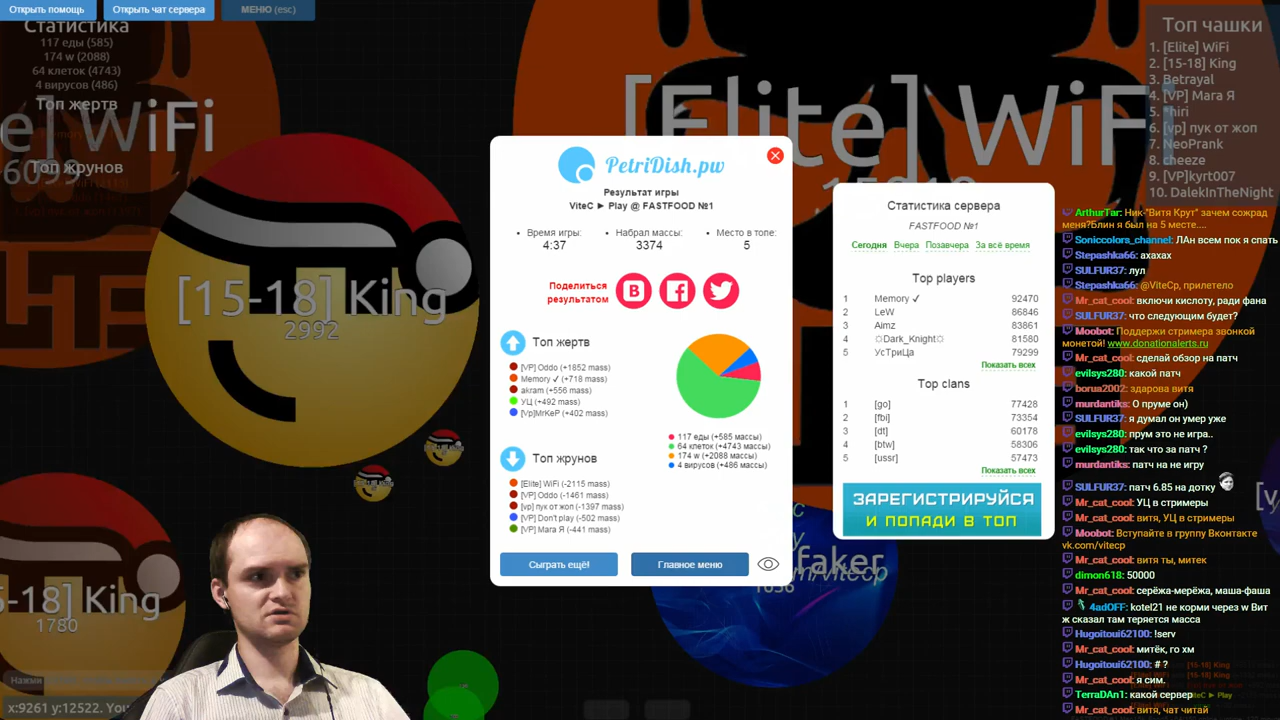 Открыть помощь
Открыть чат сервера
МЕНЮ (esc)
Статистика
117 еды (585)
174 w (2088)
64 клеток (4743)
4 вирусов (486)
Топ жертв
Топ жрунов
e] WiFi
6099
[15-18] King
2992
5-18] King
1780
[Elite] WiFi
x:9261 y:12522. You
PetriDish.pw
Результат игры
ViteC ► Play @ FASTFOOD №1
• Время игры:
4:37
• Набрал массы:
3374
• Место в топе:
5
Поделиться
результатом
Топ жертв
[VP] Oddo (+1852 mass)
Memory ✓ (+718 mass)
akram (+556 mass)
УЦ (+492 mass)
[Vp]MrKeP (+402 mass)
117 еды (+585 массы)
64 клеток (+4743 массы)
174 w (+2088 массы)
4 вирусов (+486 массы)
Топ жрунов
[Elite] WiFi (-2115 mass)
[VP] Oddo (-1461 mass)
[vp] пук от жоп (-1397 mass)
[VP] Don't play (-502 mass)
[VP] Мага Я (-441 mass)
Сыграть ещё!
Главное меню
Статистика сервера
FASTFOOD №1
Сегодня Вчера Позавчера За всё время
Top players
1 Memory ✓ 92470
2 LeW 86846
3 Aimz 83861
4 ☼Dark_Knight☼ 81580
5 УсТриЦа 79299
Показать всех
Top clans
1 [go] 77428
2 [fbi] 73354
3 [dt] 60178
4 [btw] 58306
5 [ussr] 57473
Показать всех
ЗАРЕГИСТРИРУЙСЯ
И ПОПАДИ В ТОП
faker
m/vitecp
1656
Топ чашки
1. [Elite] WiFi
2. [15-18] King
3. Betrayal
4. [VP] Мага Я
6. [vp] пук от жоп
7. NeoPrank
8. cheeze
9. [VP]kyrt007
10. DalekInTheNight
ArthurTar: Ник-"Витя Крут" зачем сожрад
меня?Блин я был на 5 месте....
Soniccolors_channel: ЛАн всем пок я спать
Stepashka66: ахахах
SULFUR37: лул
Stepashka66: @ViteCp, прилетело
Mr_cat_cool: включи кислоту, ради фана
SULFUR37: что следующим будет?
Moobot: Поддержи стримера звонкой
монетой! www.donationalerts.ru
Mr_cat_cool: сделай обзор на патч
evilsys280: какой патч
borua2002: здарова витя
murdantiks: О пруме он)
SULFUR37: я думал он умер уже
evilsys280: прум это не игра..
evilsys280: так что за патч ?
murdantiks: патч на не игру
SULFUR37: патч 6.85 на дотку
Mr_cat_cool: УЦ в стримеры
Mr_cat_cool: витя, УЦ в стримеры
Moobot: Вступайте в группу Вконтакте
vk.com/vitecp
Mr_cat_cool: витя ты, митек
dimon618: 50000
Mr_cat_cool: серёжа-мерёжа, маша-фаша
4adOFF: kotel21 не корми через w Вит
ж сказал там теряется масса
Hugoitoui62100: !serv
Mr_cat_cool: митёк, го хм
Hugoitoui62100: # ?
Mr_cat_cool: я сим.
TerraDAn1: какой сервер
Mr_cat_cool: витя, чат читай